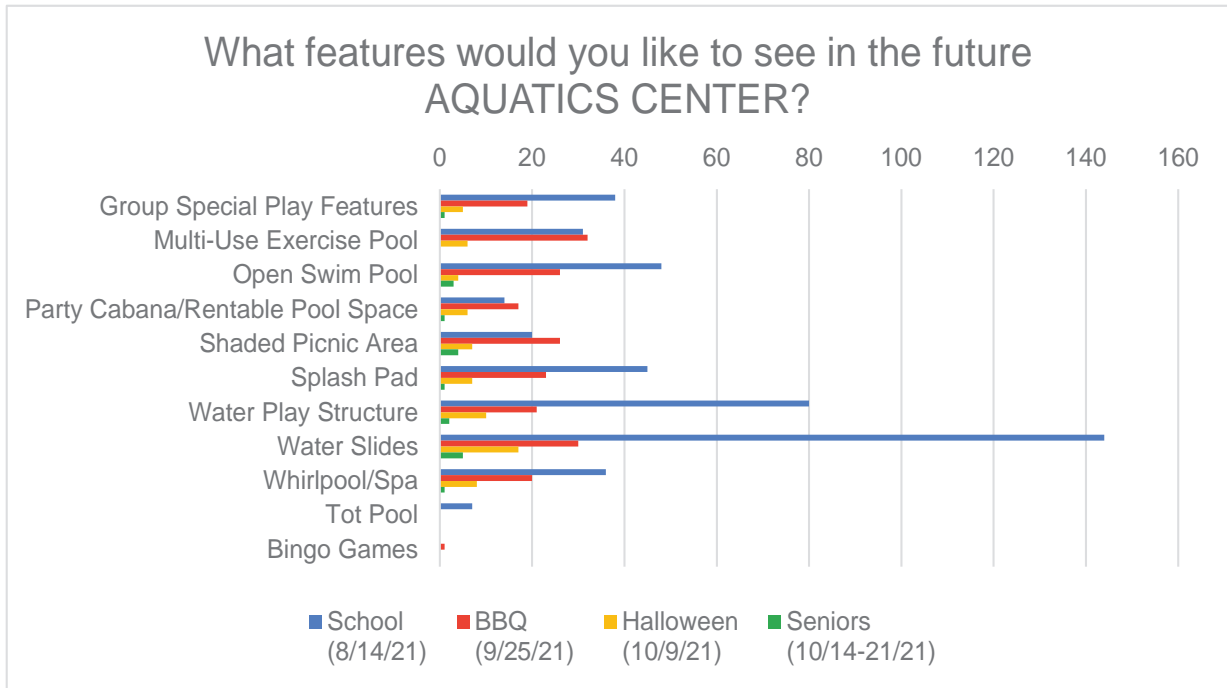 What features would you like to see in the future
AQUATICS CENTER?
0 20 40 60 80 100 120 140 160
Group Special Play Features
Multi-Use Exercise Pool
Open Swim Pool
Party Cabana/Rentable Pool Space
Shaded Picnic Area
Splash Pad
Water Play Structure
Water Slides
Whirlpool/Spa
Tot Pool
Bingo Games
School BBQ Halloween Seniors
(8/14/21) (9/25/21) (10/9/21) (10/14-21/21)